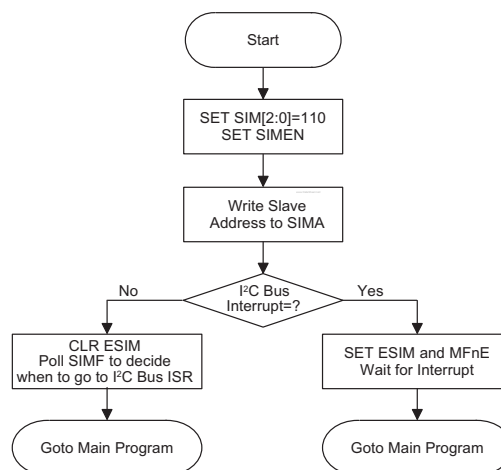 Start
SET SIM[2:0]=110
SET SIMEN
Write Slave
Address to SIMA
I²C Bus
Interrupt=?
No
Yes
CLR ESIM
Poll SIMF to decide
when to go to I²C Bus ISR
SET ESIM and MFnE
Wait for Interrupt
Goto Main Program
Goto Main Program